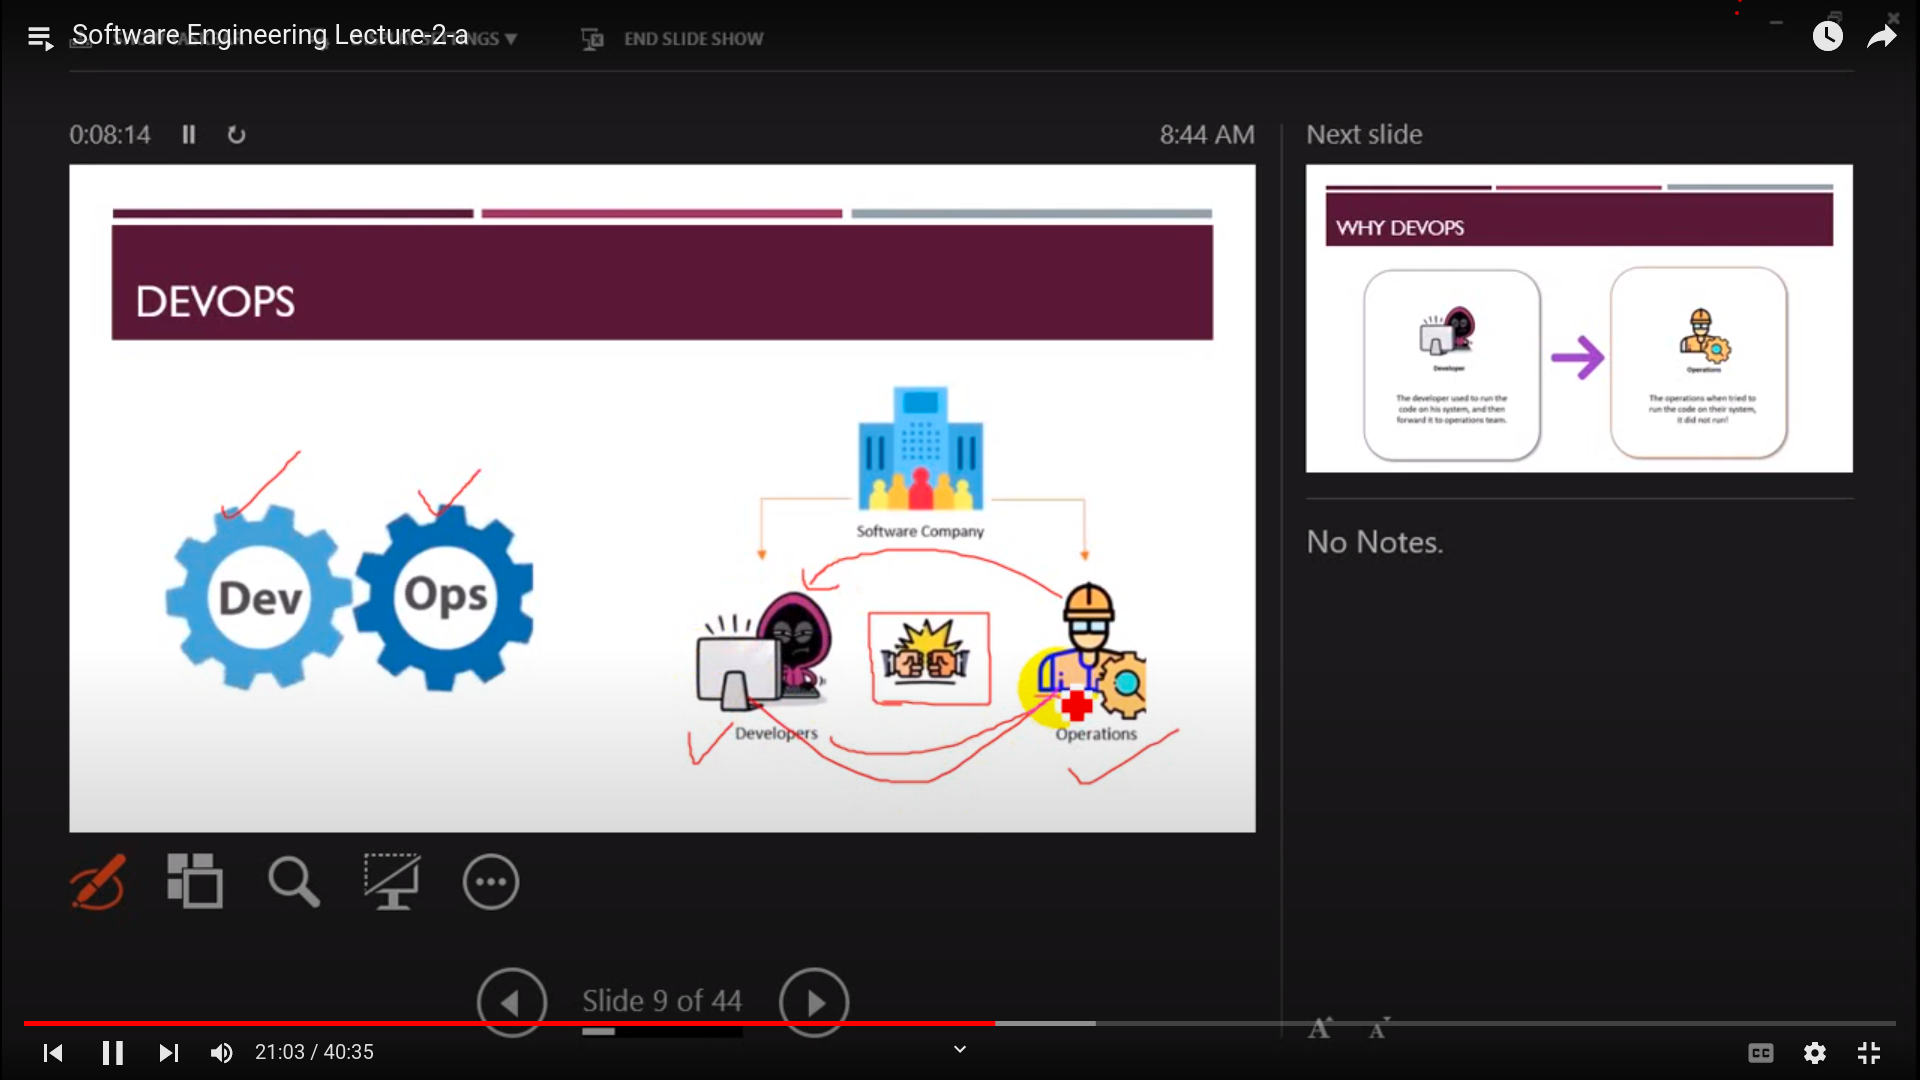 Software Engineering Lecture-2-a
END SLIDE SHOW
0:08:14
8:44 AM
Next slide
DEVOPS
Dev
Ops
Software Company
Developers
Operations
WHY DEVOPS
Developer
The developer used to run the
code on his system, and then
forward it to operations team.
Operations
The operations when tried to
run the code on their system,
it did not run!
No Notes.
Slide 9 of 44
A A
21:03 / 40:35
CC